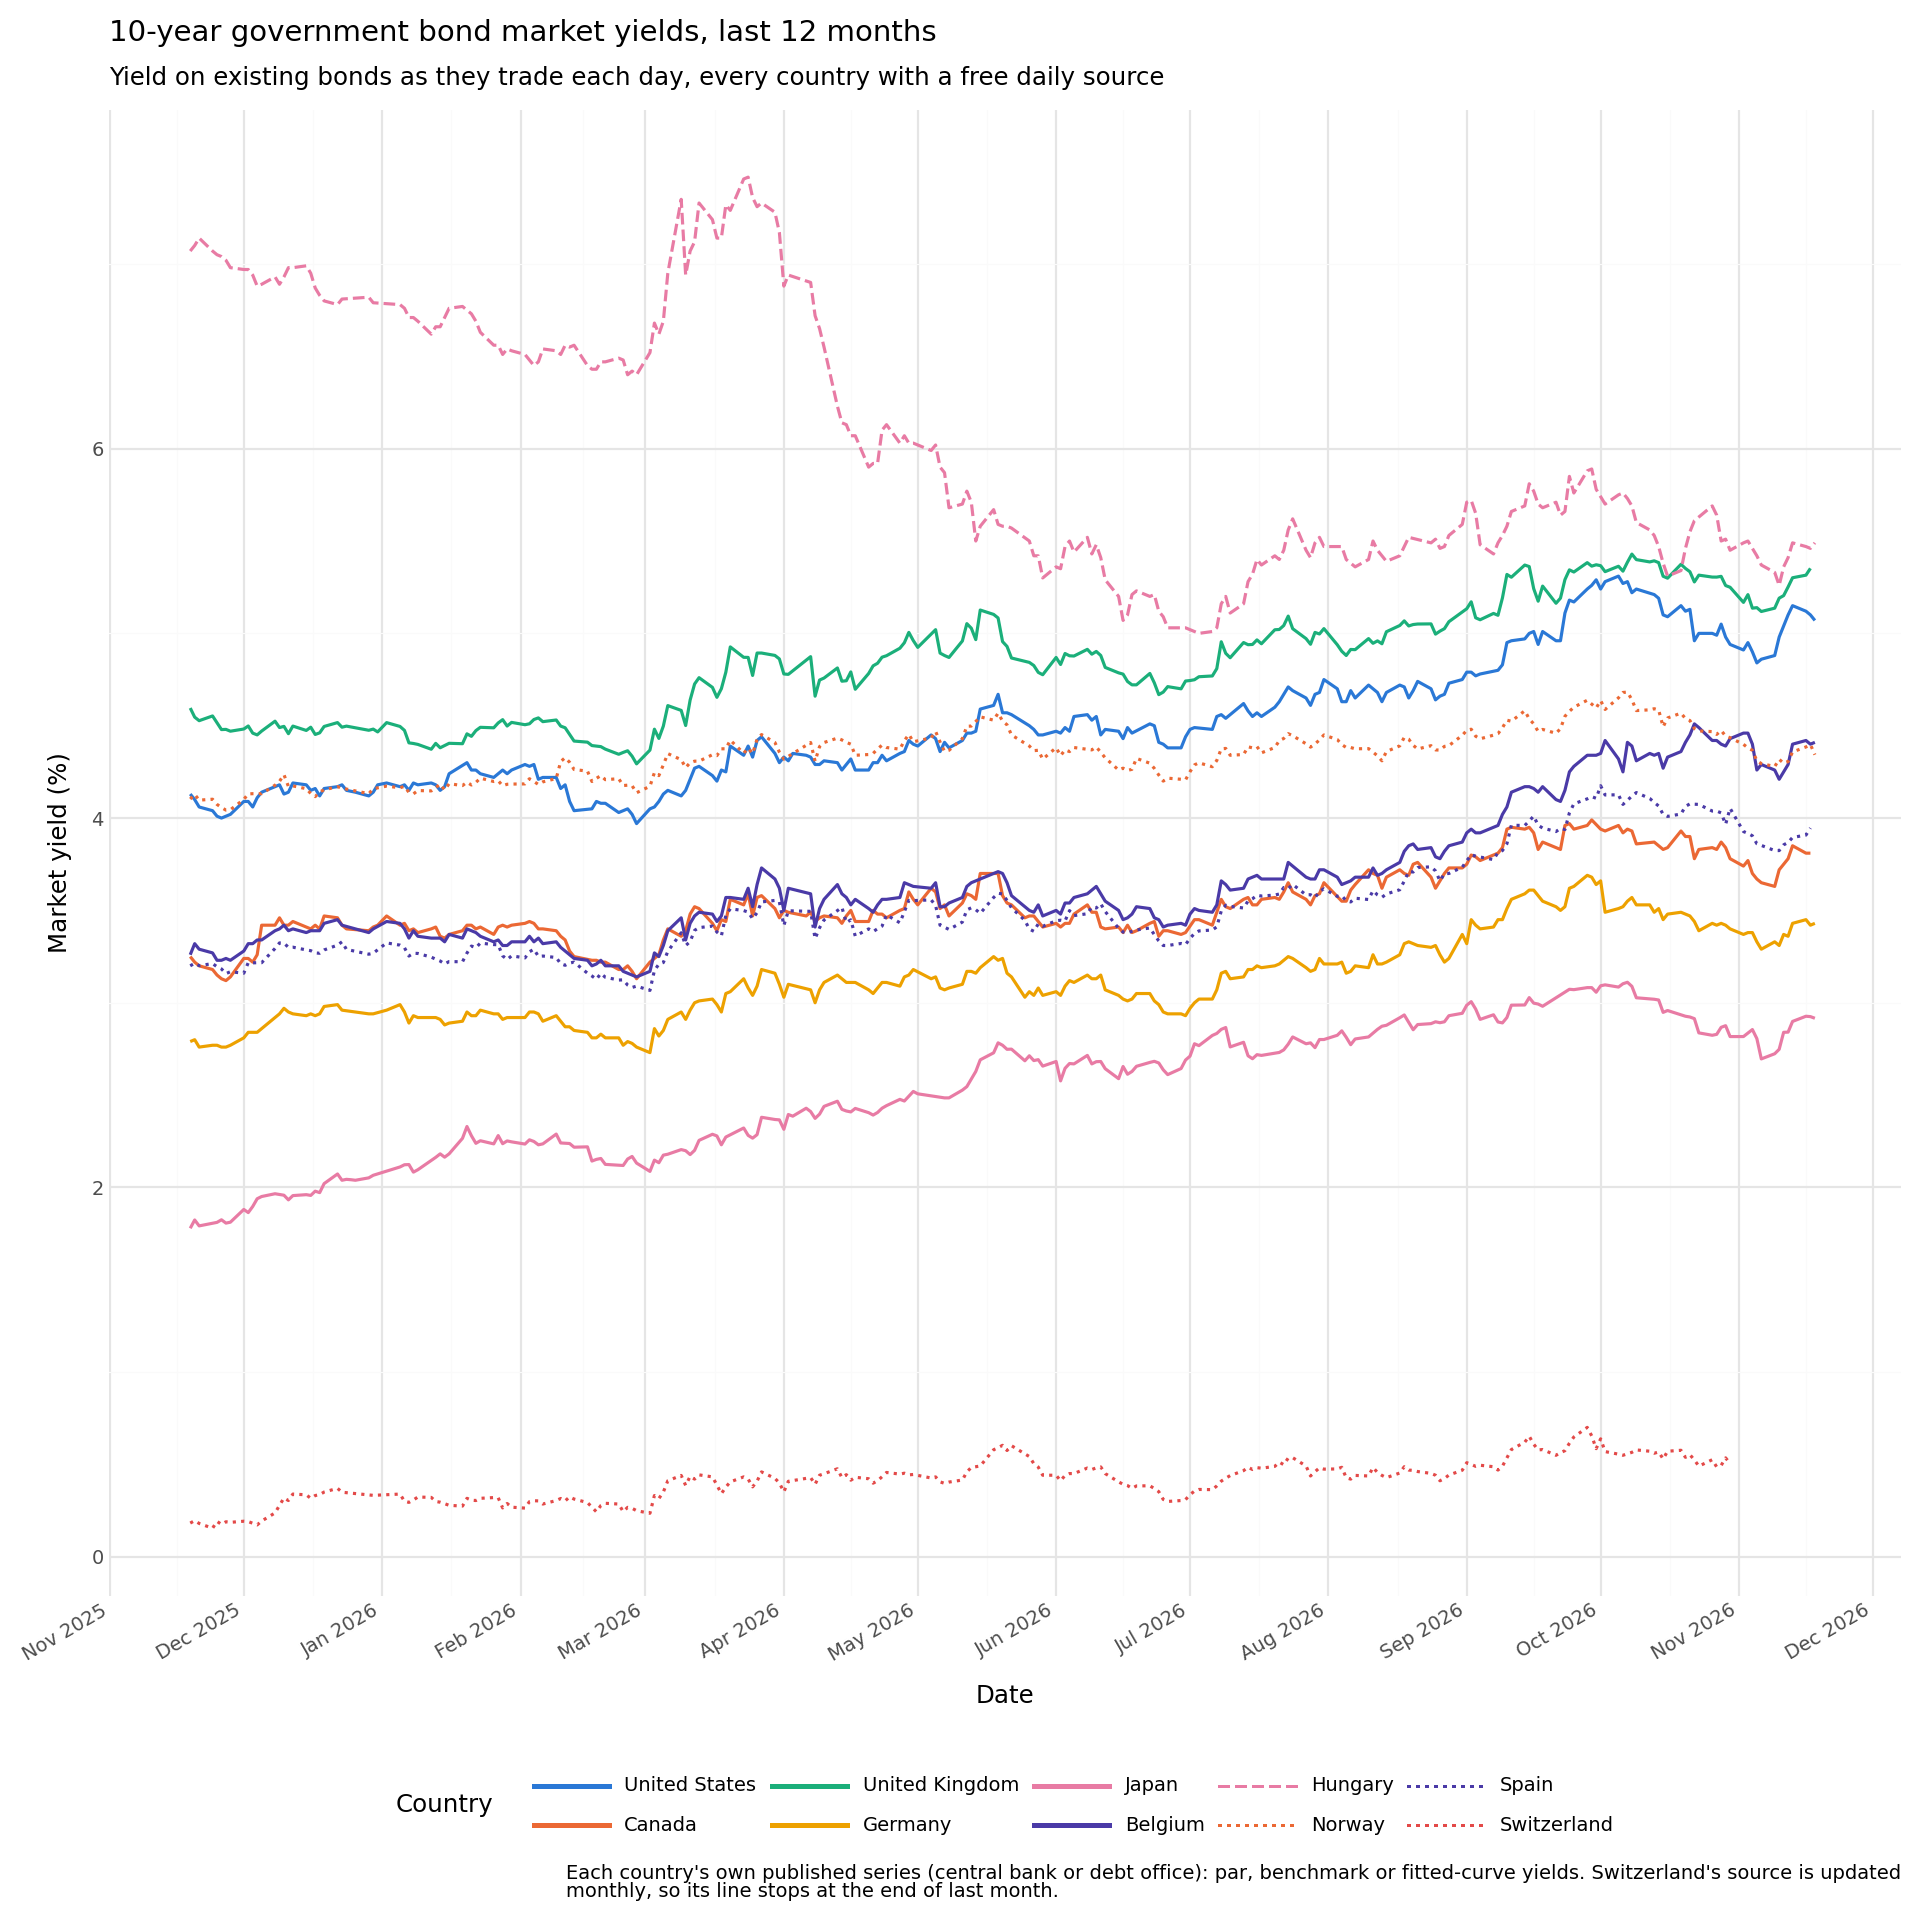 10-year government bond market yields, last 12 months
Yield on existing bonds as they trade each day, every country with a free daily source
Market yield (%)
6
4
2
0
Nov 2025
Dec 2025
Jan 2026
Feb 2026
Mar 2026
Apr 2026
May 2026
Jun 2026
Jul 2026
Aug 2026
Sep 2026
Oct 2026
Nov 2026
Dec 2026
Date
Country
United States
United Kingdom
Japan
Hungary
Spain
Canada
Germany
Belgium
Norway
Switzerland
Each country's own published series (central bank or debt office): par, benchmark or fitted-curve yields. Switzerland's source is updated
monthly, so its line stops at the end of last month.